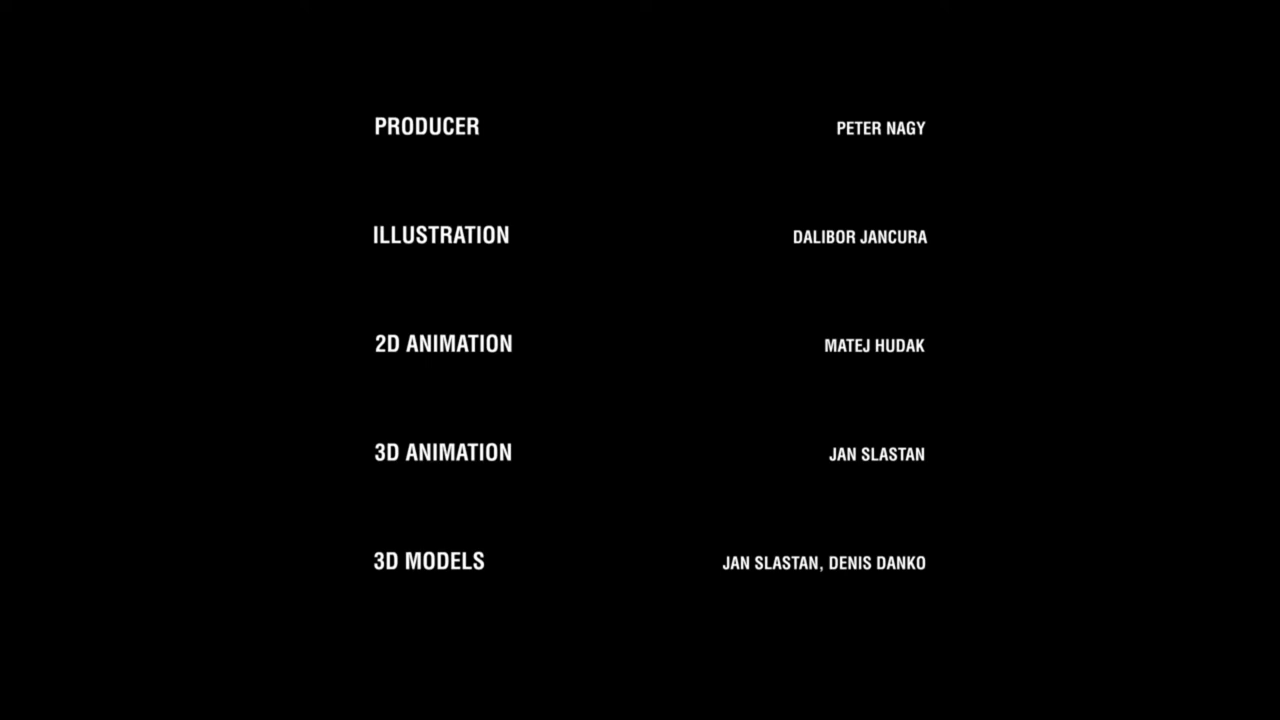 PRODUCER PETER NAGY
ILLUSTRATION DALIBOR JANCURA
2D ANIMATION MATEJ HUDAK
3D ANIMATION JAN SLASTAN
3D MODELS JAN SLASTAN, DENIS DANKO